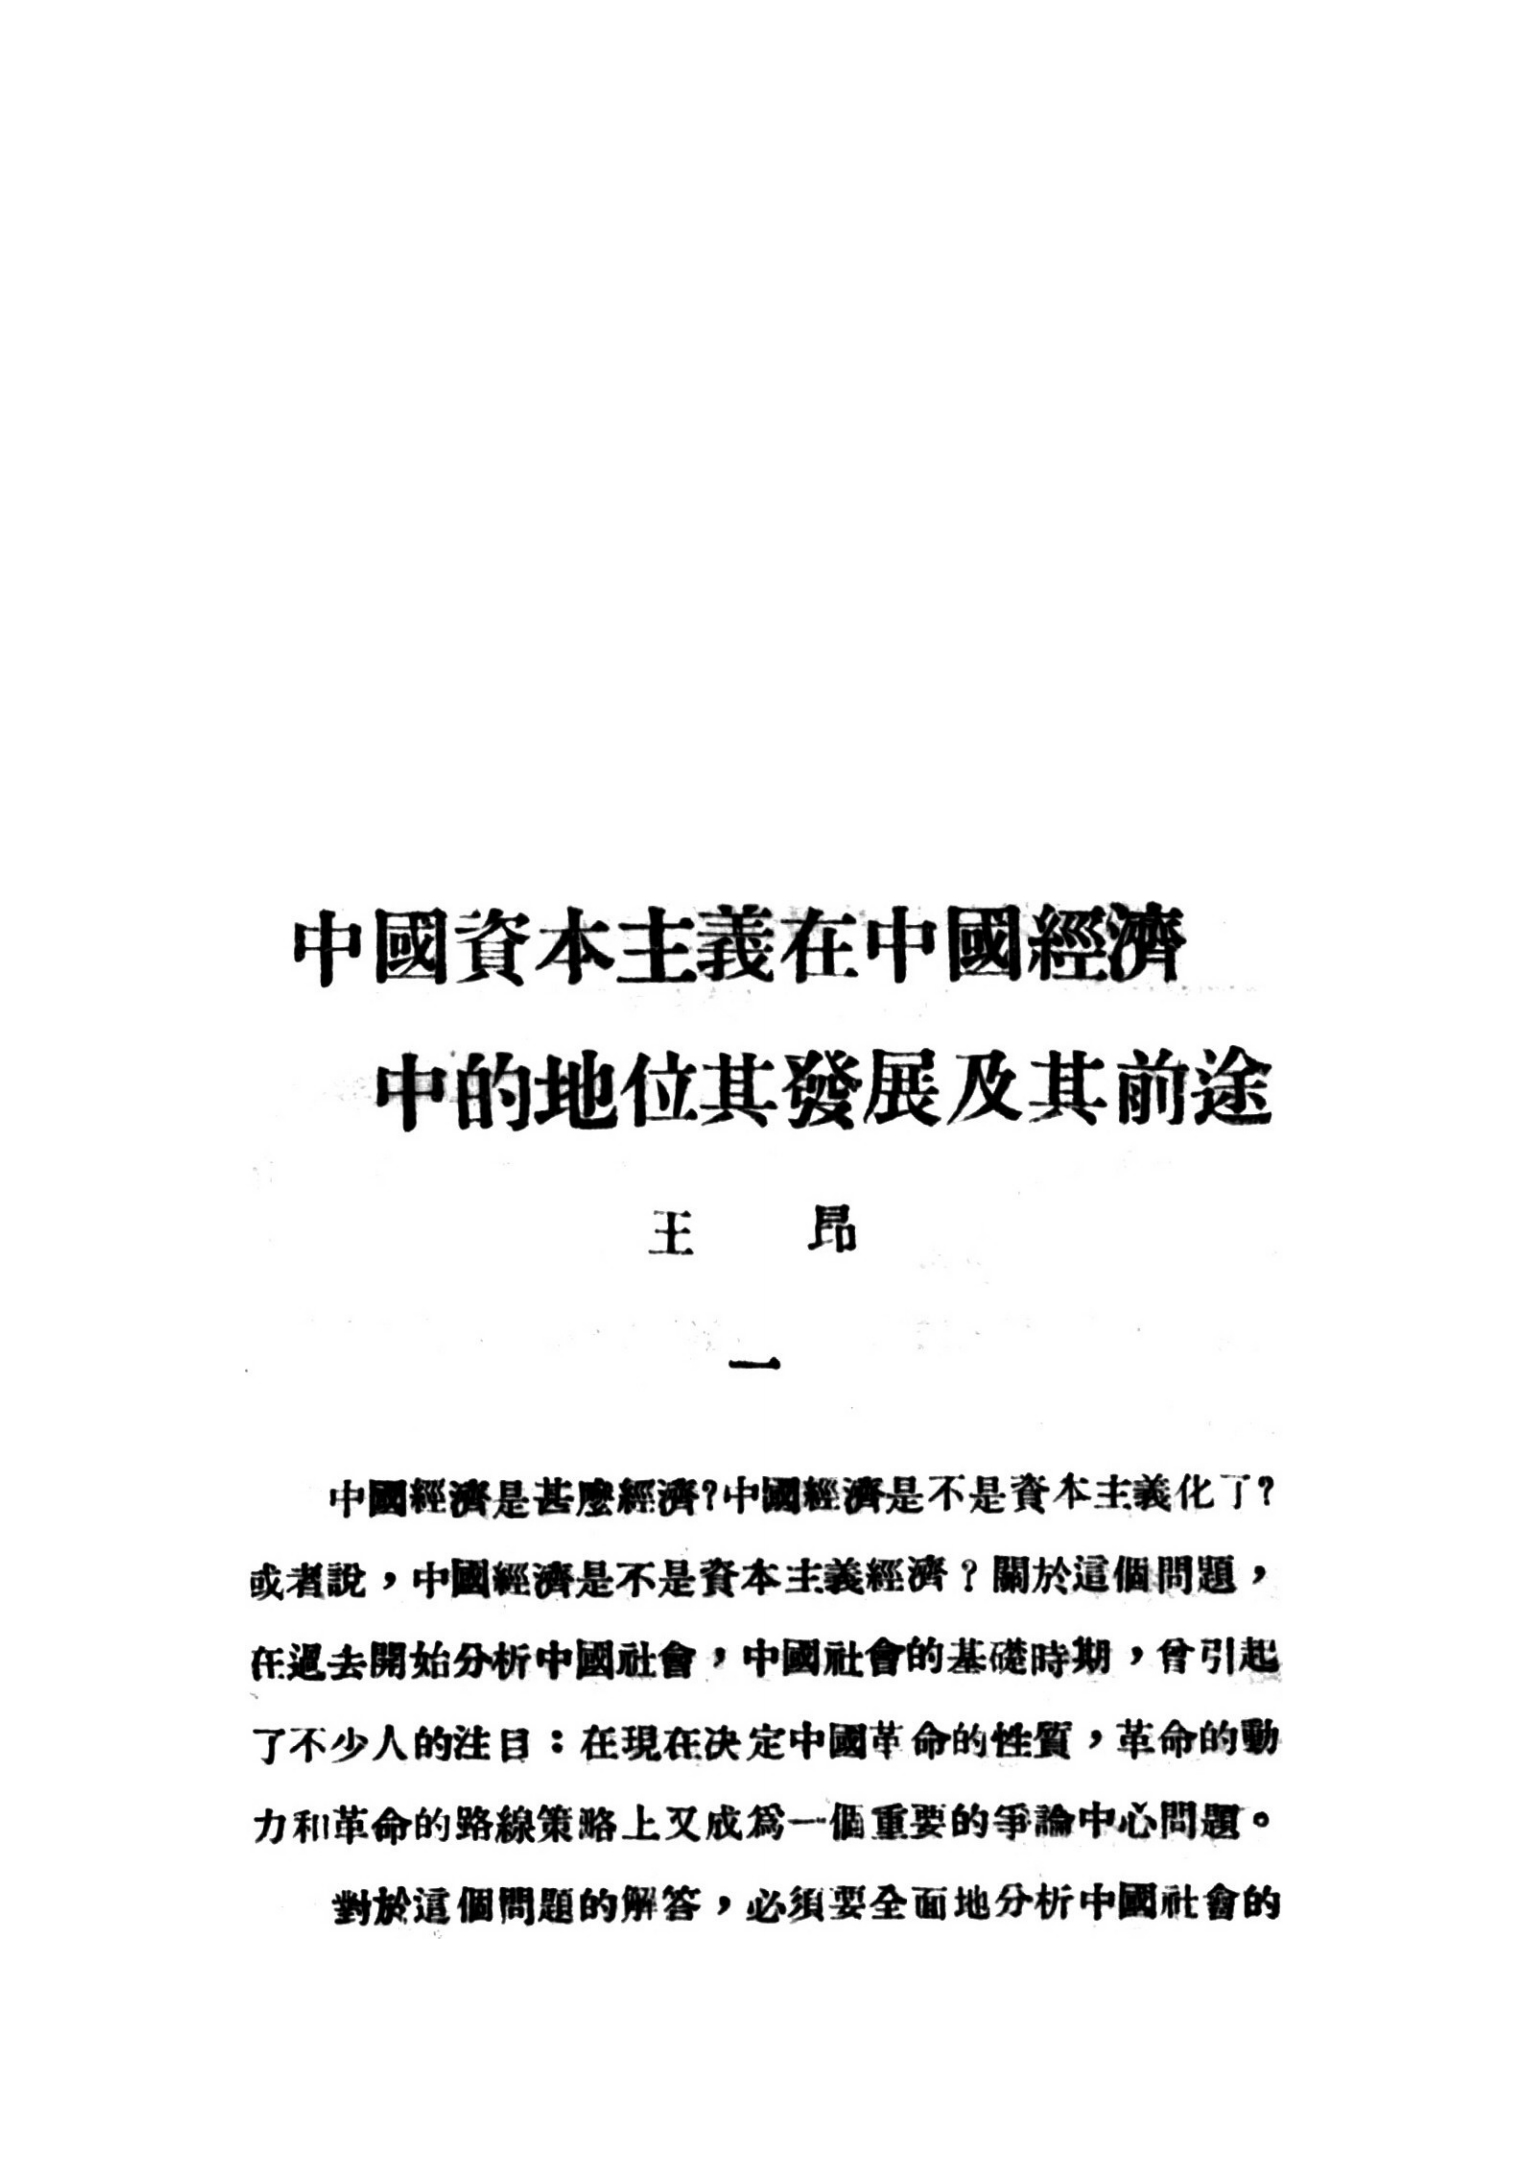 中國資本主義在中國經濟
中的地位其發展及其前途
王 昂
一
中國經濟是甚麼經濟?中國經濟是不是資本主義化了?
或者說，中國經濟是不是資本主義經濟？關於這個問題，
在過去開始分析中國社會，中國社會的基礎時期，曾引起
了不少人的注目：在現在决定中國革命的性質，革命的動
力和革命的路線策略上又成爲一個重要的爭論中心問題。
對於這個問題的解答，必須要全面地分析中國社會的